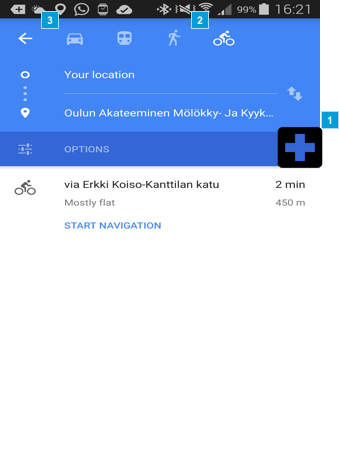 3
2
99% 16:21
Your location
Oulun Akateeminen Mölökky- Ja Kyyk...
1
OPTIONS
via Erkki Koiso-Kanttilan katu 2 min
Mostly flat 450 m
START NAVIGATION